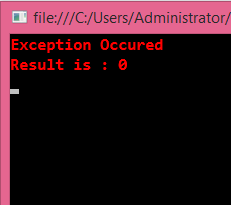 file:///C:/Users/Administrator/
Exception Occured
Result is : 0